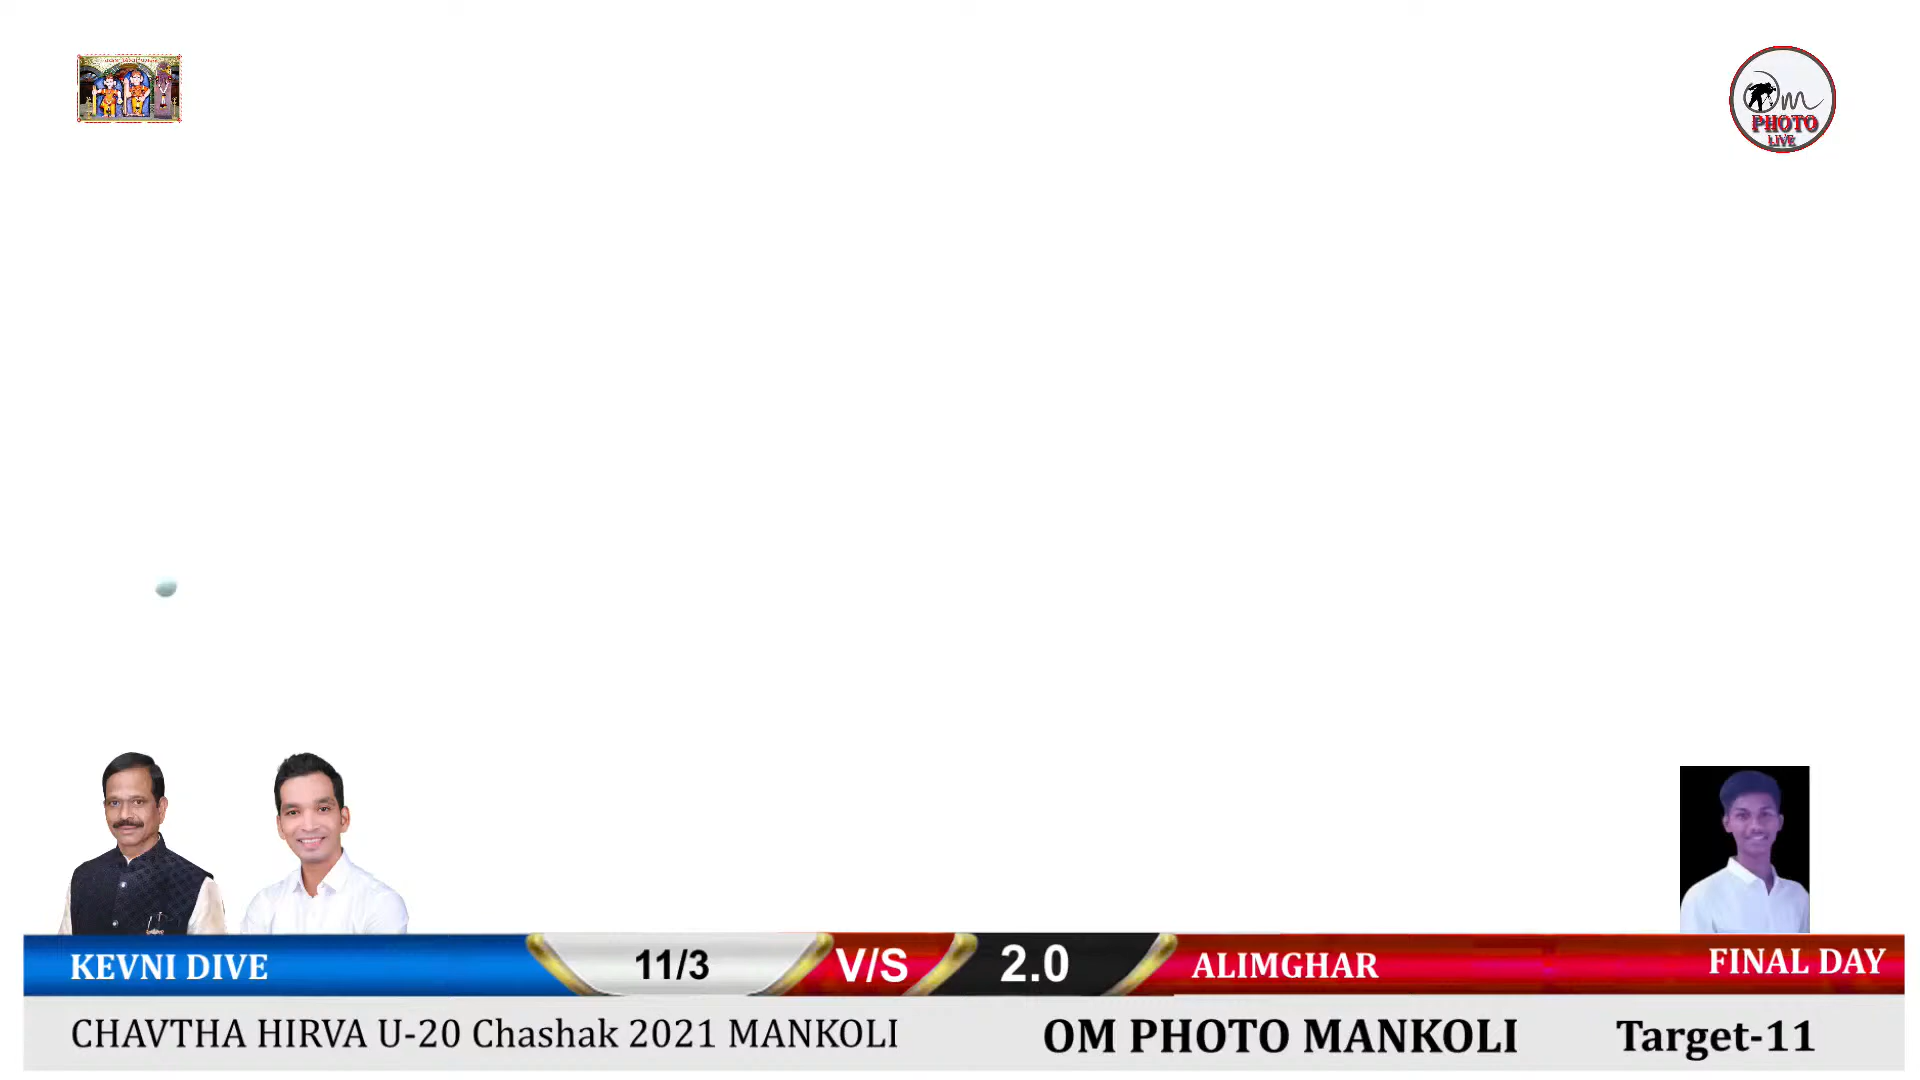 Om
PHOTO
LIVE
KEVNI DIVE
11/3
V/S
2.0
ALIMGHAR
FINAL DAY
CHAVTHA HIRVA U-20 Chashak 2021 MANKOLI
OM PHOTO MANKOLI
Target-11